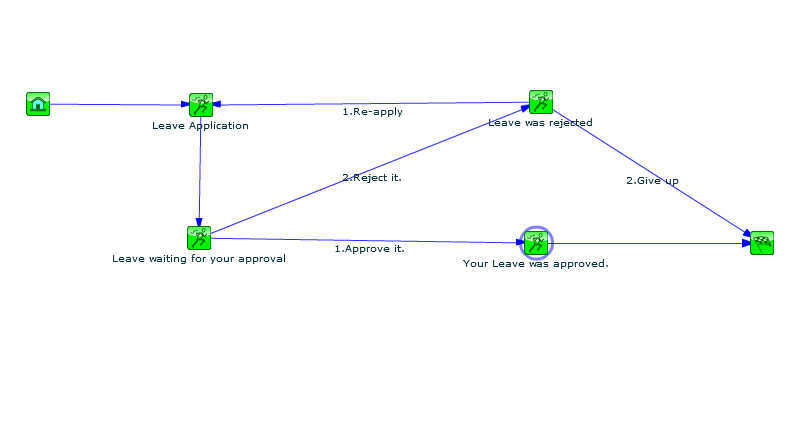 1.Re-apply
Leave Application
Leave was rejected
2.Reject it.
2.Give up
1.Approve it.
Leave waiting for your approval
Your Leave was approved.